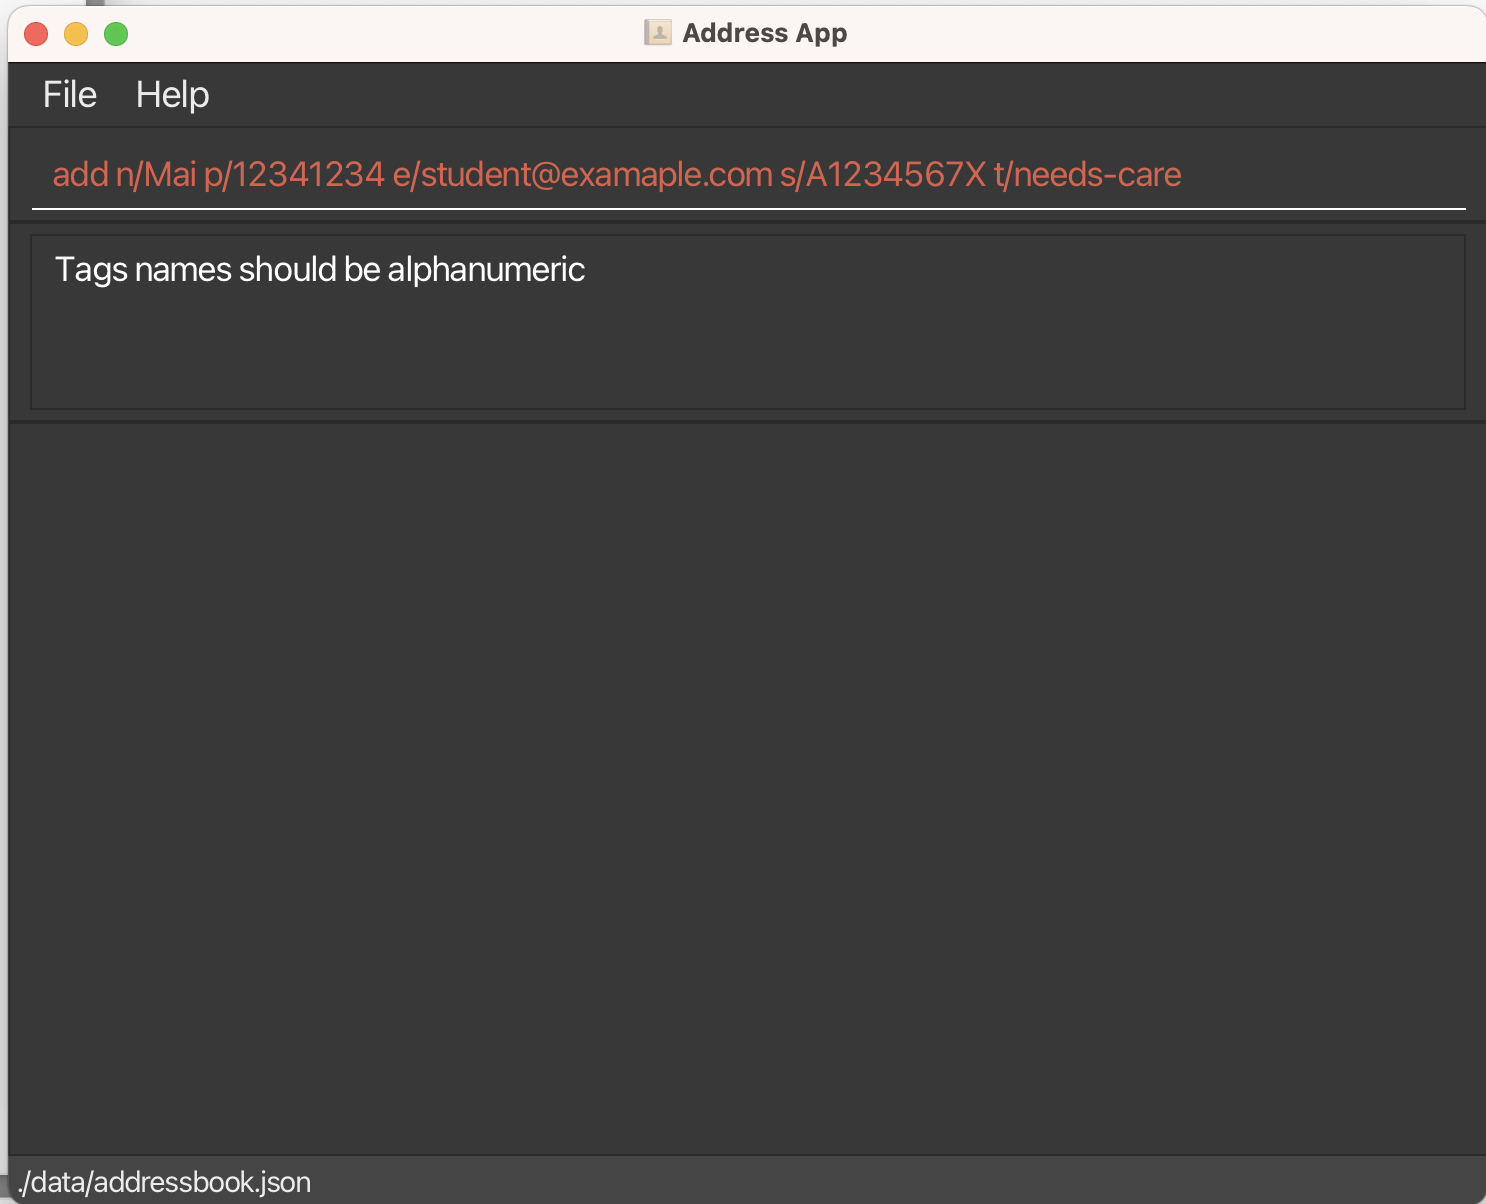 Address App
File Help
add n/Mai p/12341234 e/student@examaple.com s/A1234567X t/needs-care
Tags names should be alphanumeric
./data/addressbook.json